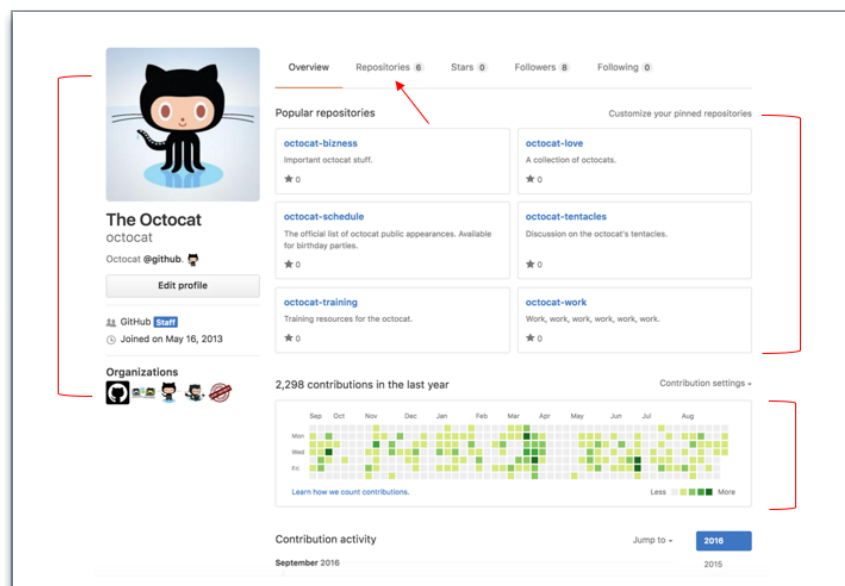 Overview Repositories 6 Stars 0 Followers 8 Following 0
Popular repositories Customize your pinned repositories
octocat-bizness
Important octocat stuff.
★ 0
octocat-love
A collection of octocats.
★ 0
octocat-schedule
The official list of octocat public appearances. Available
for birthday parties.
★ 0
octocat-tentacles
Discussion on the octocat's tentacles.
★ 0
octocat-training
Training resources for the octocat.
★ 0
octocat-work
Work, work, work, work, work, work.
★ 0
The Octocat
octocat
Octocat @github.
Edit profile
GitHub Staff
Joined on May 16, 2013
Organizations
2,298 contributions in the last year Contribution settings
Sep Oct Nov Dec Jan Feb Mar Apr May Jun Jul Aug
Mon
Wed
Fri
Learn how we count contributions. Less More
Contribution activity Jump to 2016
September 2016 2015